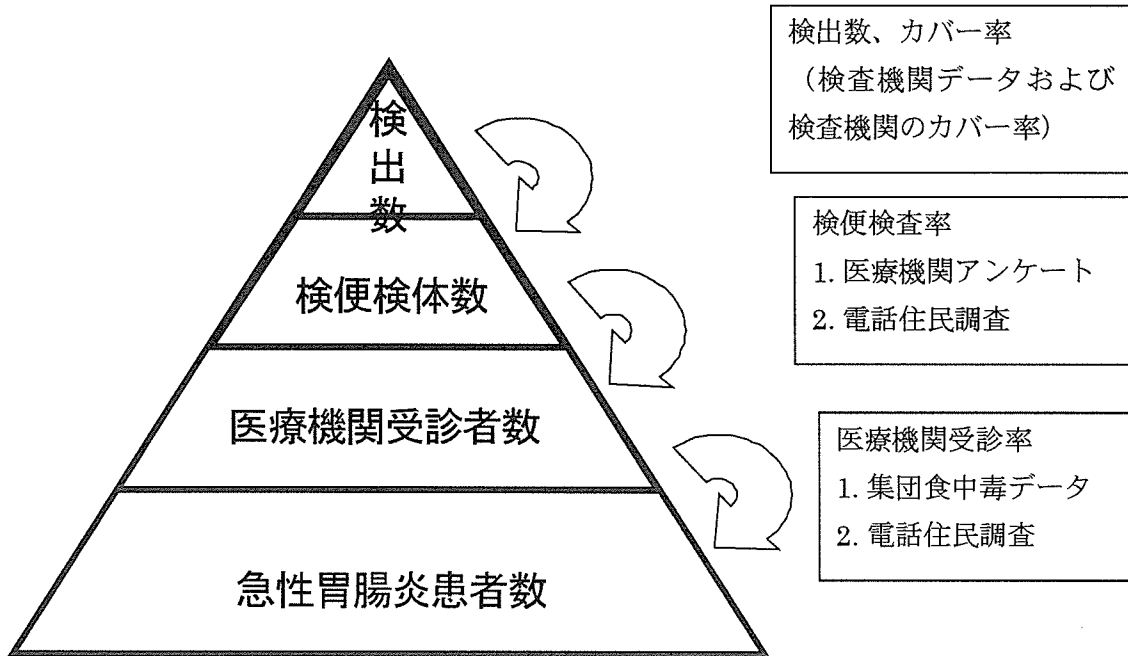 検出数
検便検体数
医療機関受診者数
急性胃腸炎患者数
検出数、カバー率
（検査機関データおよび
検査機関のカバー率）
検便検査率
1. 医療機関アンケート
2. 電話住民調査
医療機関受診率
1. 集団食中毒データ
2. 電話住民調査